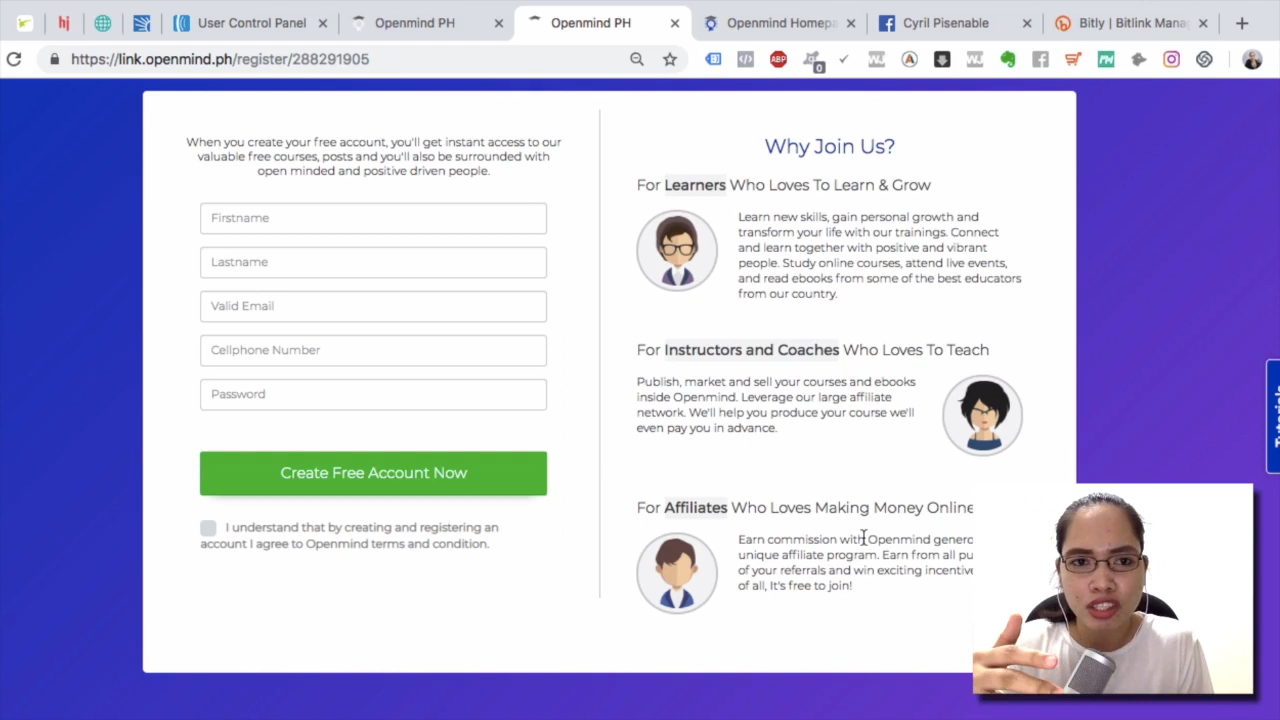 User Control Panel
Openmind PH
Openmind PH
Openmind Homepa
Cyril Pisenable
Bitly | Bitlink Mana
https://link.openmind.ph/register/288291905
ABP
0
When you create your free account, you'll get instant access to our
valuable free courses, posts and you'll also be surrounded with
open minded and positive driven people.
Firstname
Lastname
Valid Email
Cellphone Number
Password
Create Free Account Now
I understand that by creating and registering an
account I agree to Openmind terms and condition.
Why Join Us?
For Learners Who Loves To Learn & Grow
Learn new skills, gain personal growth and
transform your life with our trainings. Connect
and learn together with positive and vibrant
people. Study online courses, attend live events,
and read ebooks from some of the best educators
from our country.
For Instructors and Coaches Who Loves To Teach
Publish, market and sell your courses and ebooks
inside Openmind. Leverage our large affiliate
network. We'll help you produce your course we'll
even pay you in advance.
For Affiliates Who Loves Making Money Online
Earn commission with Openmind genero
unique affiliate program. Earn from all pu
of your referrals and win exciting incentive
of all, It's free to join!